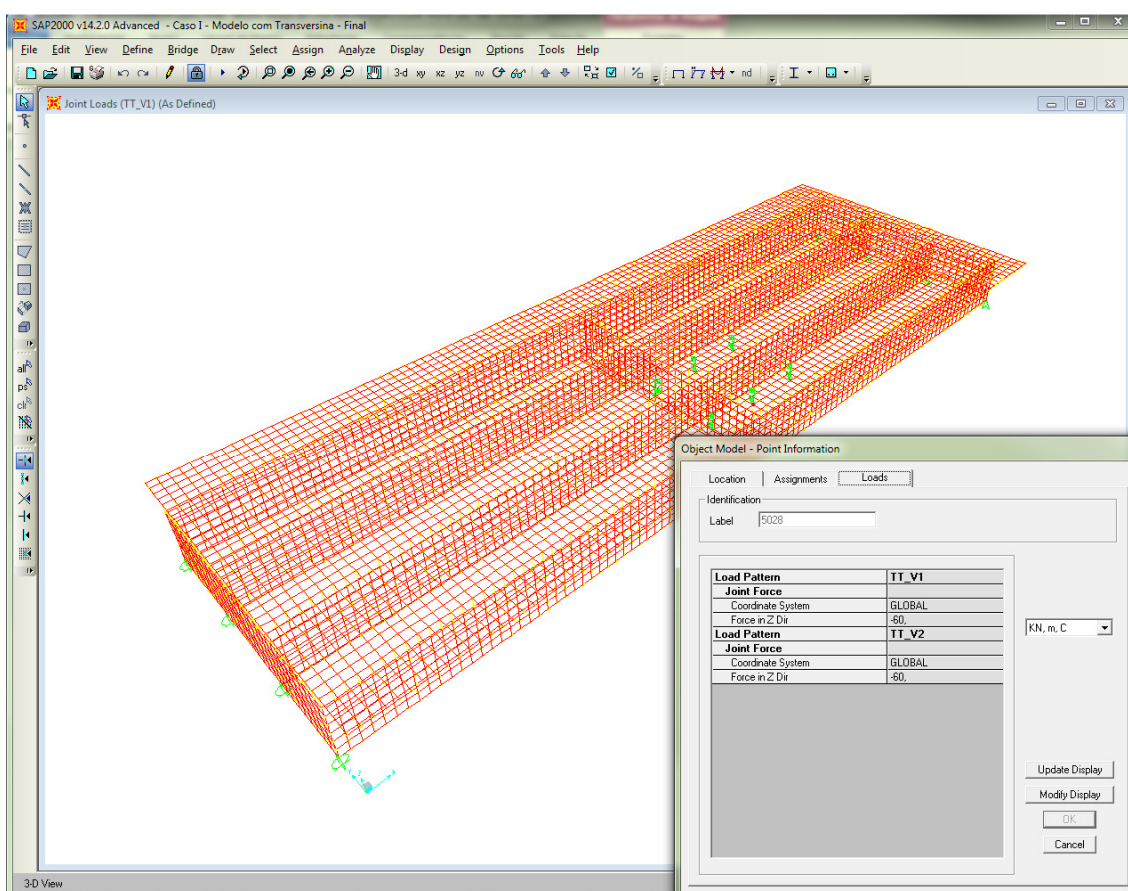 SAP2000 v14.2.0 Advanced - Caso I - Modelo com Transversina - Final
File Edit View Define Bridge Draw Select Assign Analyze Display Design Options Tools Help
3-d xy xz yz nv nd
Joint Loads (TT_V1) (As Defined)
all
ps
clr
Object Model - Point Information
Location Assignments Loads
Identification
Label 5028
Load Pattern TT_V1
Joint Force
Coordinate System GLOBAL
Force in Z Dir -60,
Load Pattern TT_V2
Joint Force
Coordinate System GLOBAL
Force in Z Dir -60,
KN, m, C
Update Display
Modify Display
OK
Cancel
3-D View